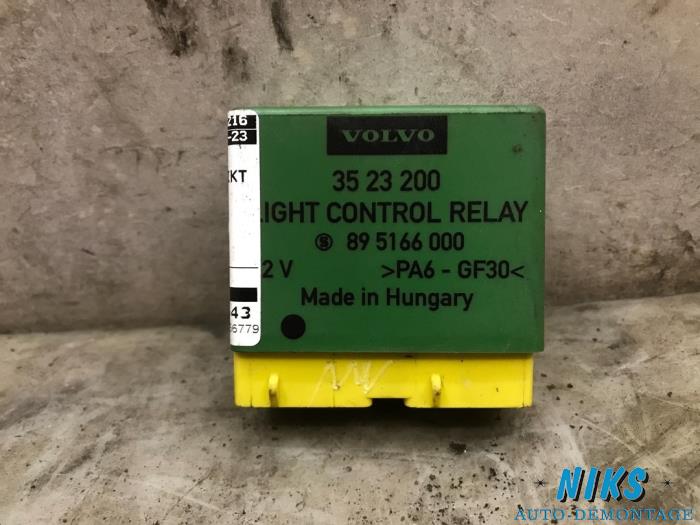 216
-23
VOLVO
35 23 200
KT
LIGHT CONTROL RELAY
Ⓢ 89 5166 000
2 V >PA6 - GF30<
Made in Hungary
43
6779
NIKS
AUTO-DEMONTAGE